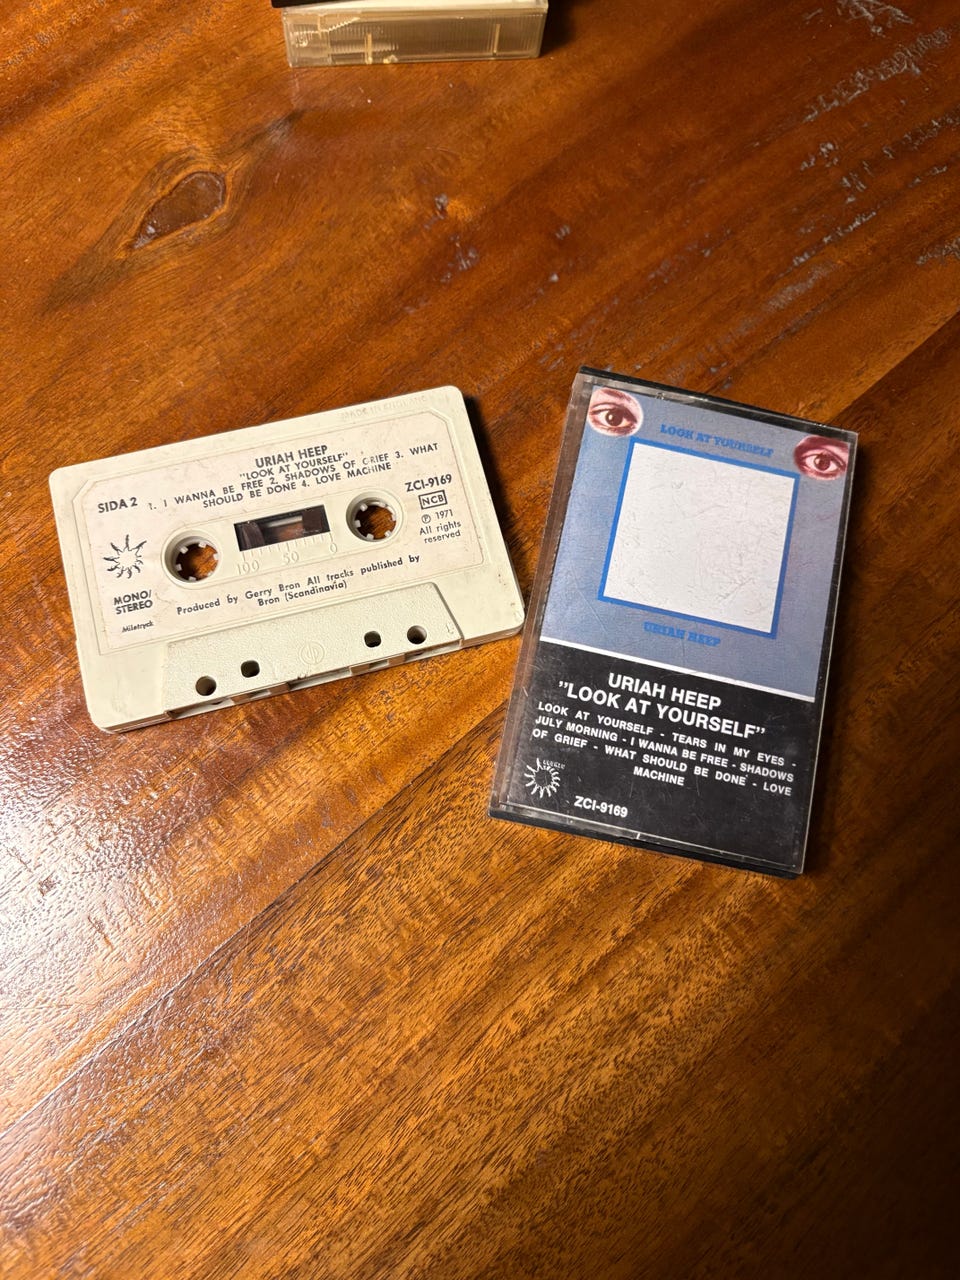 MADE IN ENGLAND
URIAH HEEP
"LOOK AT YOURSELF"
SIDA 2 1. I WANNA BE FREE 2. SHADOWS OF GRIEF 3. WHAT
SHOULD BE DONE 4. LOVE MACHINE
ZCI-9169
NCB
Ⓟ 1971
All rights
reserved
100 50 0
MONO/
STEREO
Produced by Gerry Bron All tracks published by
Bron (Scandinavia)
LOOK AT YOURSELF
URIAH HEEP
URIAH HEEP
"LOOK AT YOURSELF"
LOOK AT YOURSELF - TEARS IN MY EYES -
JULY MORNING - I WANNA BE FREE - SHADOWS
OF GRIEF - WHAT SHOULD BE DONE - LOVE
MACHINE
ZCI-9169